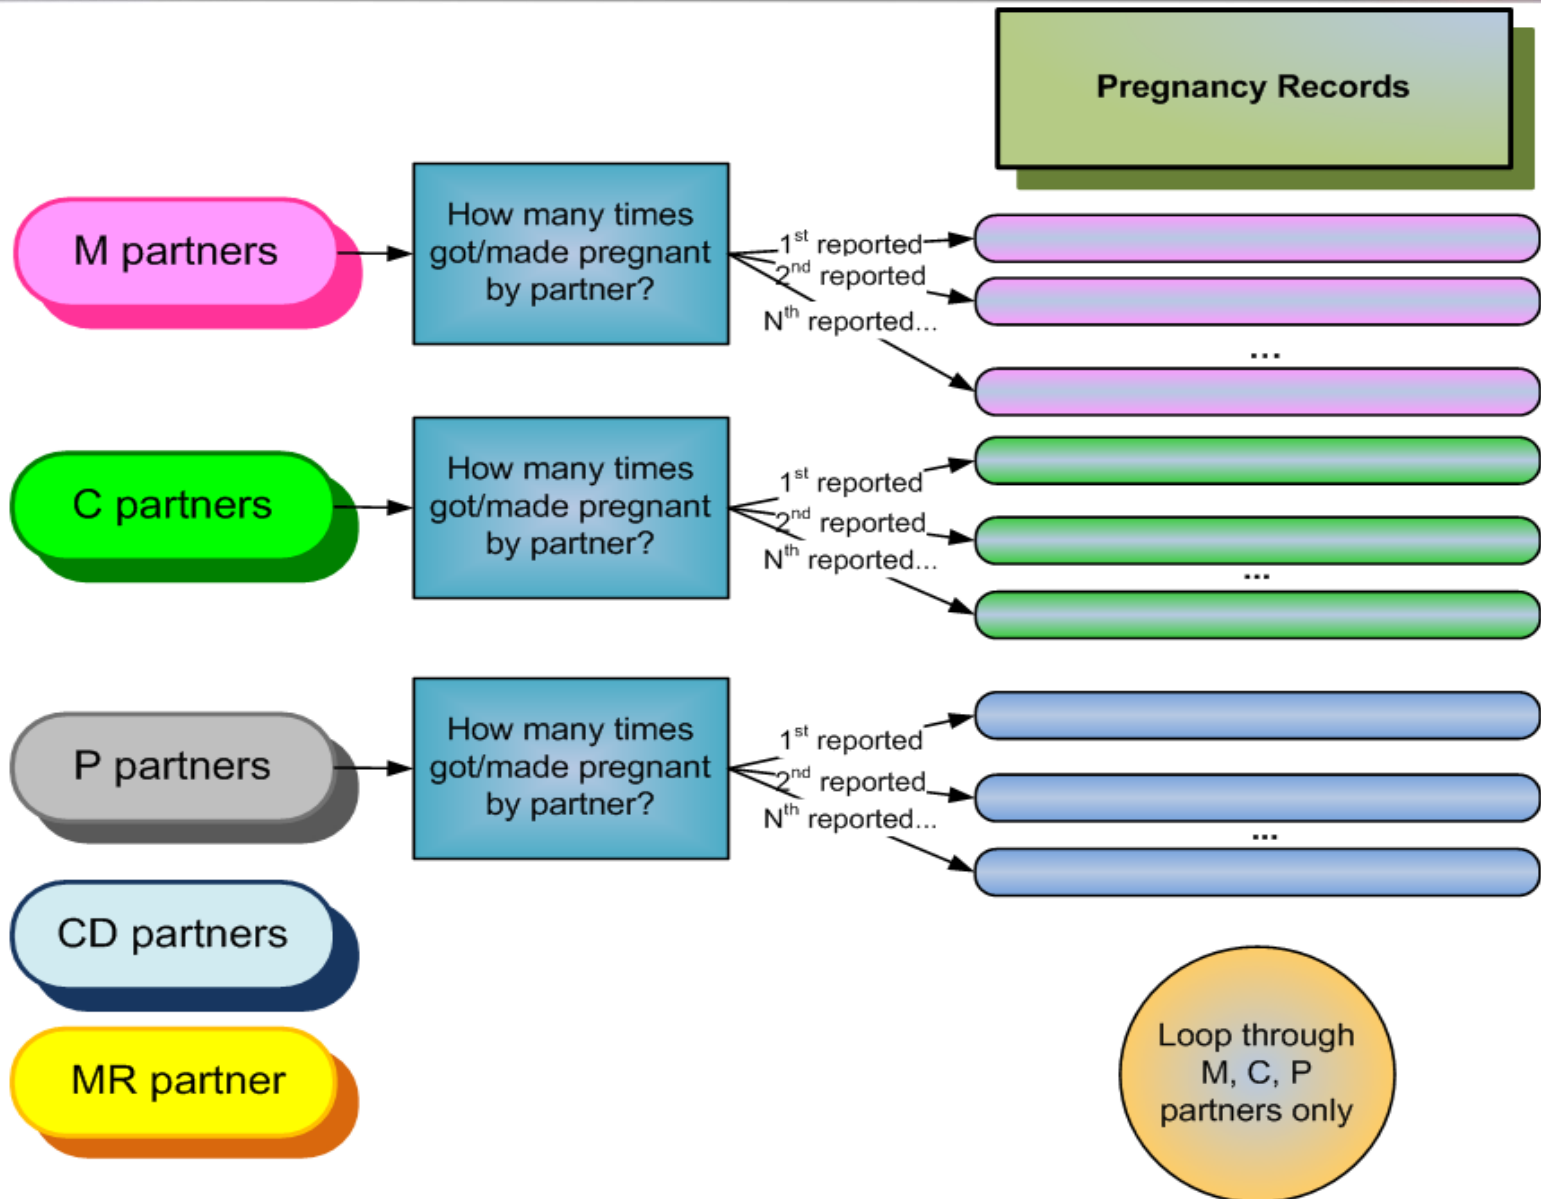 Pregnancy Records
M partners
How many times
got/made pregnant
by partner?
1st reported
2nd reported
Nth reported...
...
C partners
How many times
got/made pregnant
by partner?
1st reported
2nd reported
Nth reported...
...
P partners
How many times
got/made pregnant
by partner?
1st reported
2nd reported
Nth reported...
...
CD partners
MR partner
Loop through
M, C, P
partners only